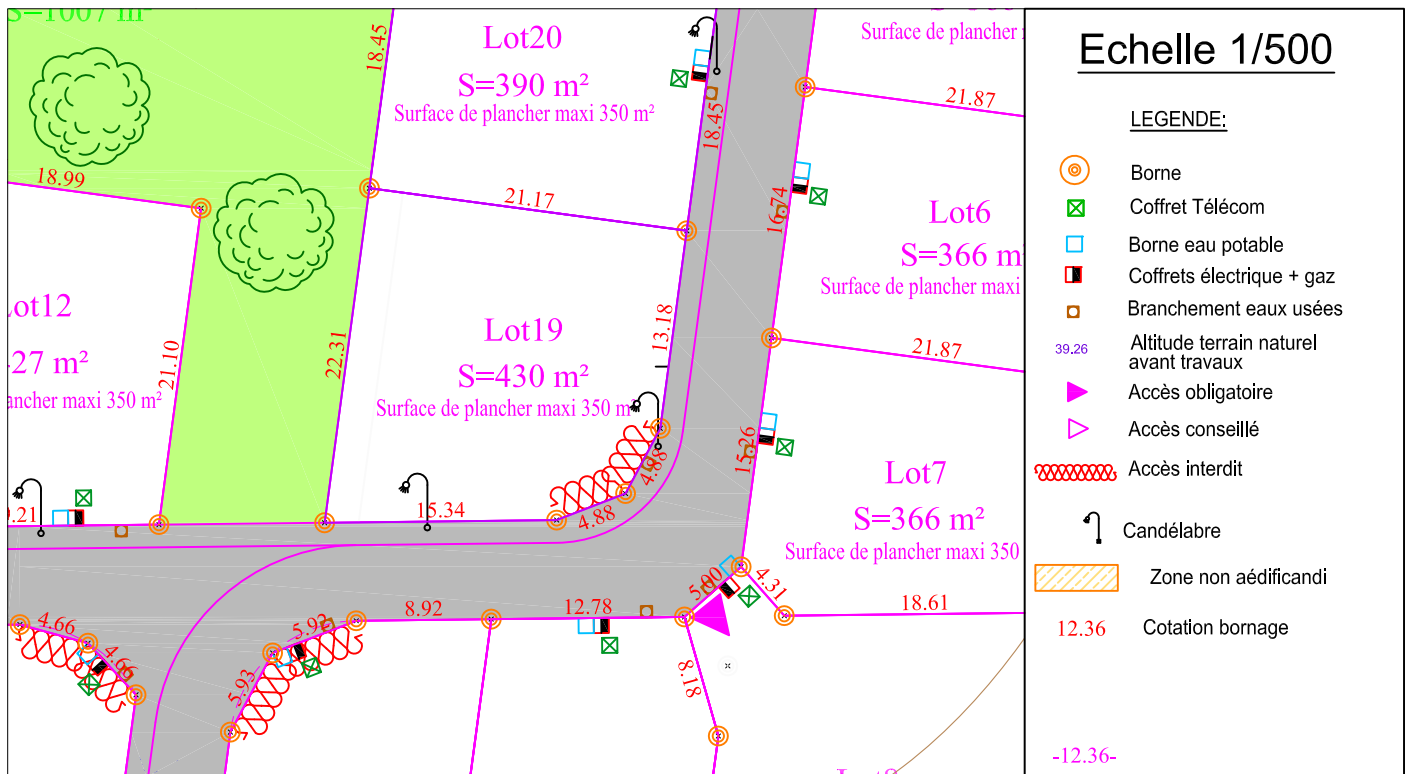 S=1007 m²
18.45
Lot20
S=390 m²
Surface de plancher maxi 350 m²
18.45
Surface de plancher
21.87
18.99
21.17
16.74
Lot6
S=366 m
Surface de plancher maxi
Lot12
27 m²
ancher maxi 350 m²
21.10
22.31
Lot19
S=430 m²
Surface de plancher maxi 350 m²
13.18
21.87
4.88
4.88
15.26
Lot7
S=366 m²
Surface de plancher maxi 350
.21
15.34
5.00
4.31
18.61
4.66
4.66
5.92
5.93
8.92
12.78
8.18
Echelle 1/500
LEGENDE:
Borne
Coffret Télécom
Borne eau potable
Coffrets électrique + gaz
Branchement eaux usées
39.26
Altitude terrain naturel
avant travaux
Accès obligatoire
Accès conseillé
Accès interdit
Candélabre
Zone non aédificandi
12.36
Cotation bornage
-12.36-